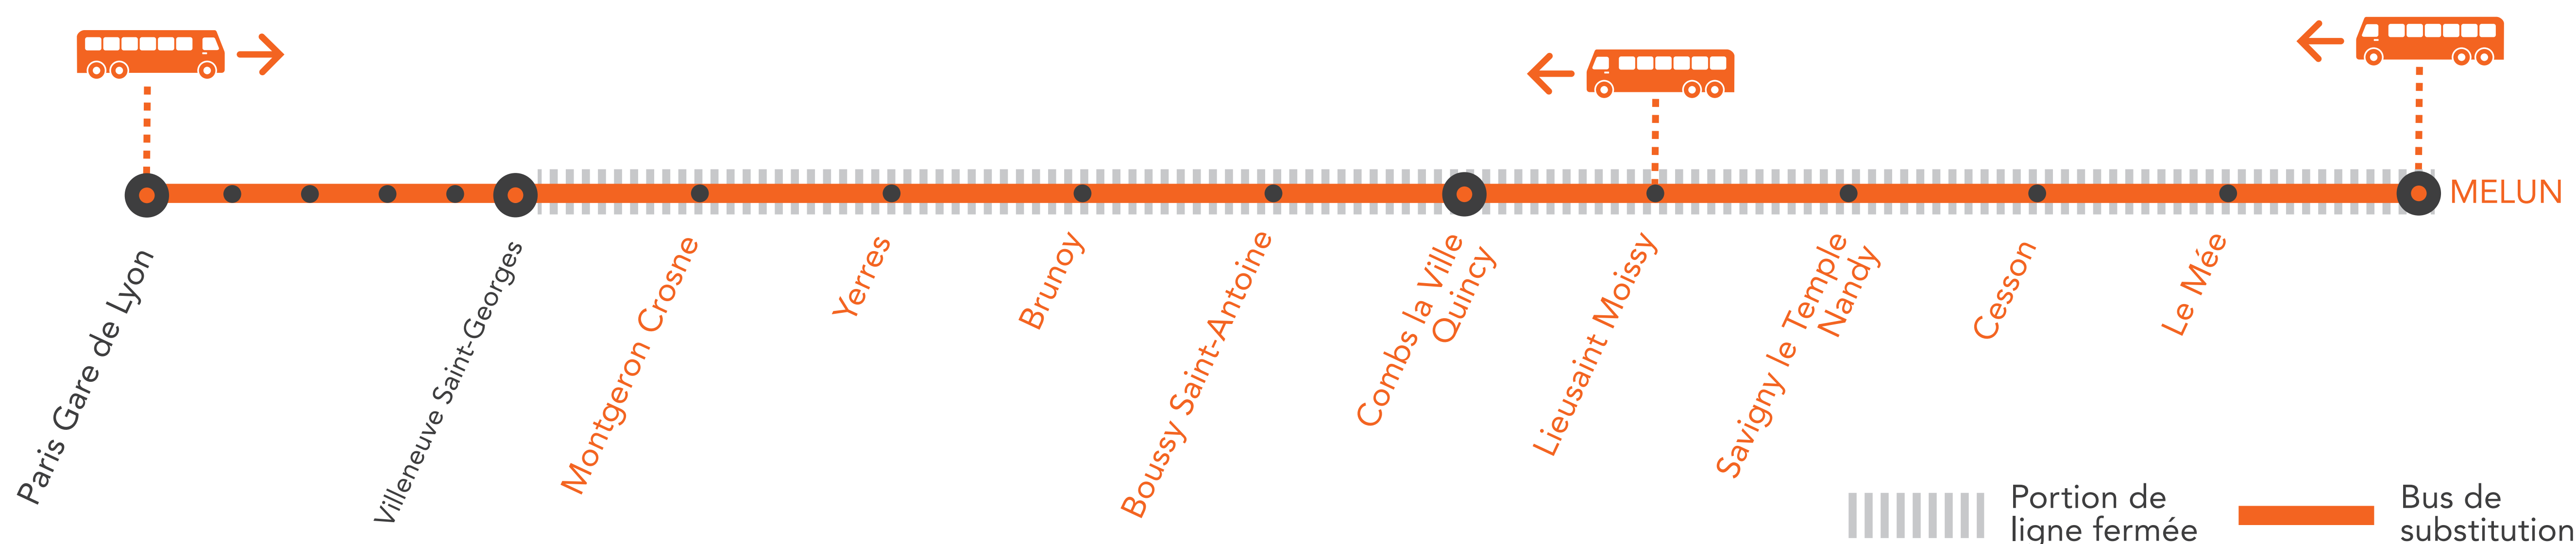 Paris Gare de Lyon
Villeneuve Saint-Georges
Montgeron Crosne
Yerres
Brunoy
Boussy Saint-Antoine
Combs la Ville
Quincy
Lieusaint Moissy
Savigny le Temple
Nandy
Cesson
Le Mée
MELUN
Portion de
ligne fermée
Bus de
substitution